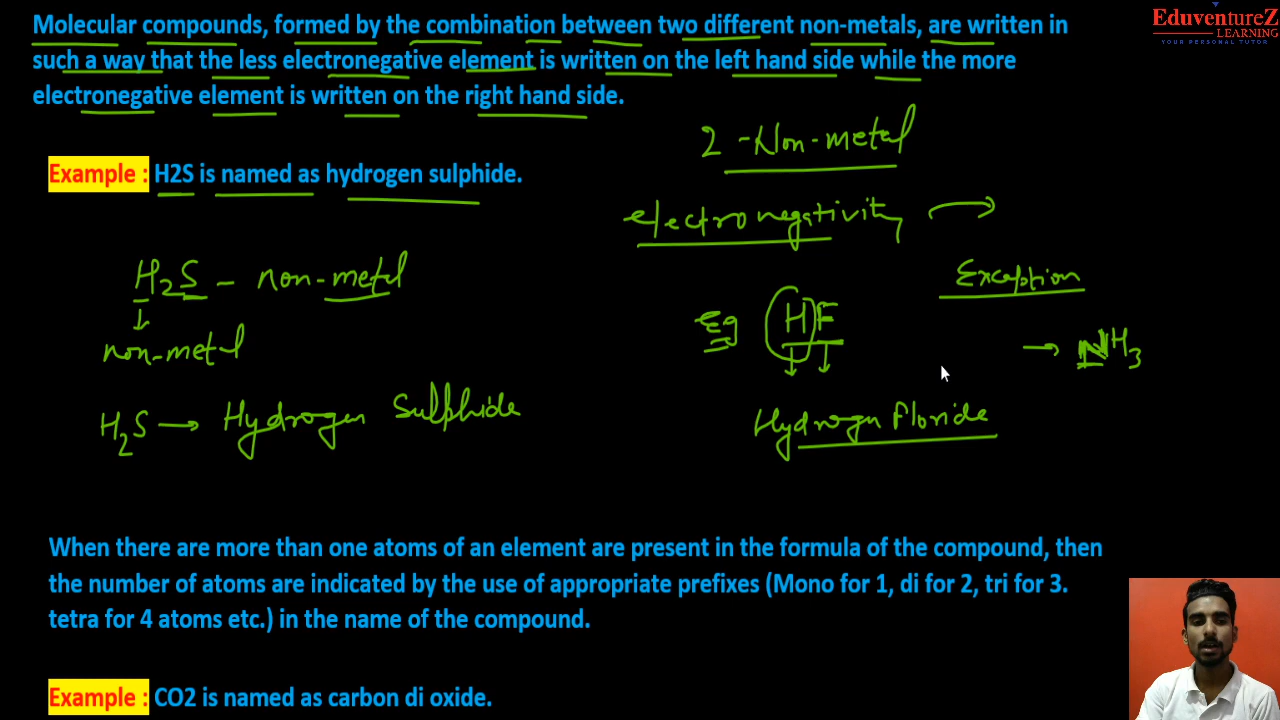 Molecular compounds, formed by the combination between two different non-metals, are written in
such a way that the less electronegative element is written on the left hand side while the more
electronegative element is written on the right hand side.
EduventureZ
LEARNING
YOUR PERSONAL TUTOR
2 - Non-metal
Example : H2S is named as hydrogen sulphide.
electronegativity →
H2S - non-metal
↓
non-metal
H2S → Hydrogen Sulphide
Exception
Eg HF
→ NH3
Hydrogen Floride
When there are more than one atoms of an element are present in the formula of the compound, then
the number of atoms are indicated by the use of appropriate prefixes (Mono for 1, di for 2, tri for 3.
tetra for 4 atoms etc.) in the name of the compound.
Example : CO2 is named as carbon di oxide.